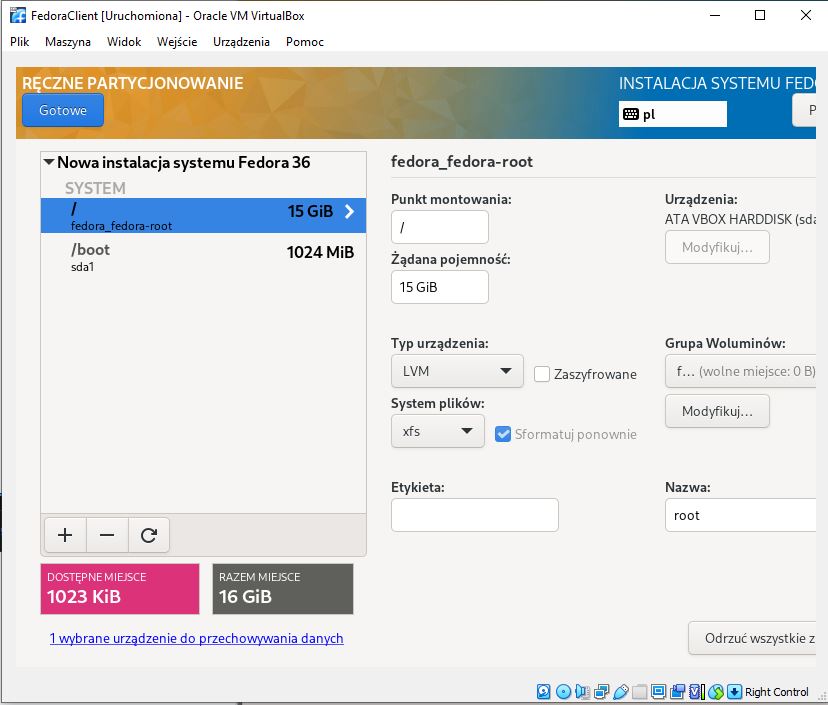 FedoraClient [Uruchomiona] - Oracle VM VirtualBox
Plik Maszyna Widok Wejście Urządzenia Pomoc
RĘCZNE PARTYCJONOWANIE
Gotowe
INSTALACJA SYSTEMU FEDO
pl
P
Nowa instalacja systemu Fedora 36
SYSTEM
/ 15 GiB
fedora_fedora-root
/boot 1024 MiB
sda1
DOSTĘPNE MIEJSCE
1023 KiB
RAZEM MIEJSCE
16 GiB
1 wybrane urządzenie do przechowywania danych
fedora_fedora-root
Punkt montowania:
/
Żądana pojemność:
15 GiB
Urządzenia:
ATA VBOX HARDDISK (sda
Modyfikuj...
Typ urządzenia:
LVM
Zaszyfrowane
Grupa Woluminów:
f... (wolne miejsce: 0 B)
Modyfikuj...
System plików:
xfs
Sformatuj ponownie
Etykieta:
Nazwa:
root
Odrzuć wszystkie z
Right Control